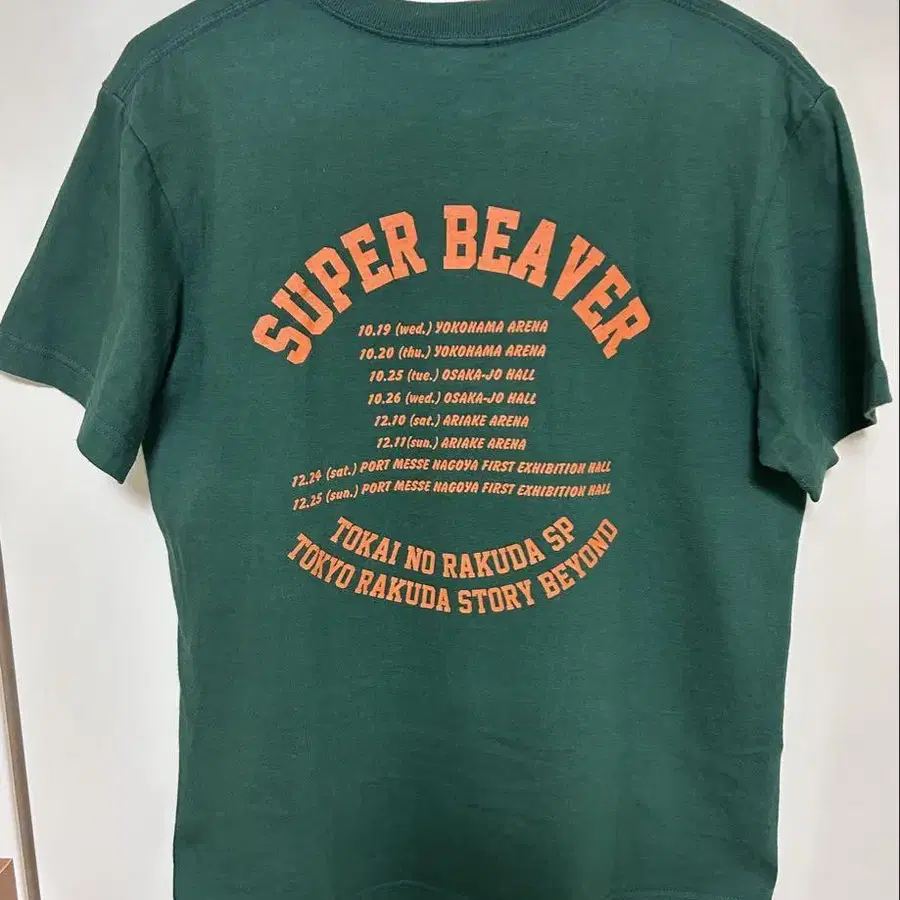 SUPER BEAVER
10.19 (wed.) YOKOHAMA ARENA
10.20 (thu.) YOKOHAMA ARENA
10.25 (tue.) OSAKA-JO HALL
10.26 (wed.) OSAKA-JO HALL
12.10 (sat.) ARIAKE ARENA
12.11(sun.) ARIAKE ARENA
12.24 (sat.) PORT MESSE NAGOYA FIRST EXHIBITION HALL
12.25 (sun.) PORT MESSE NAGOYA FIRST EXHIBITION HALL
TOKAI NO RAKUDA SP
TOKYO RAKUDA STORY BEYOND